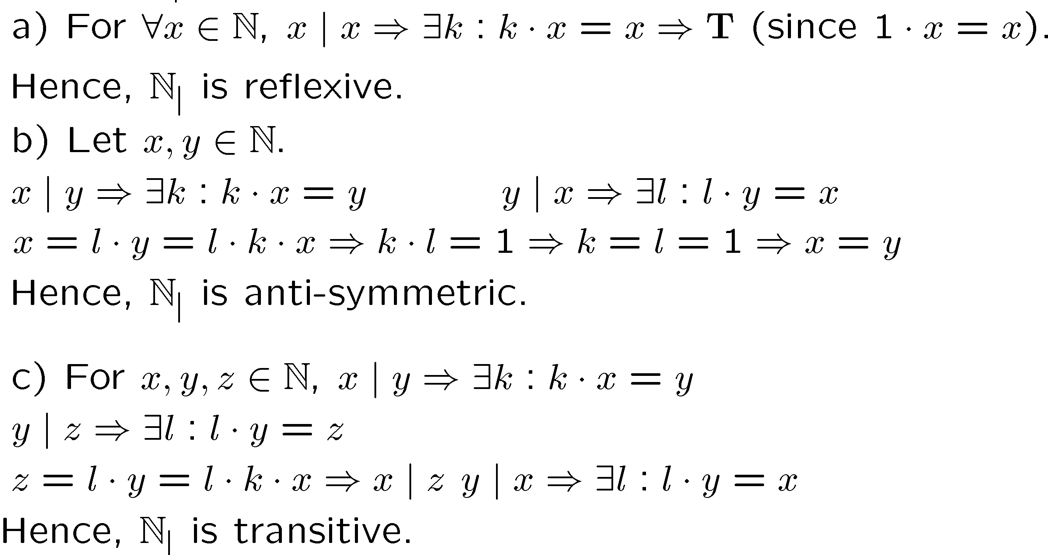 a) For ∀x ∈ ℕ, x | x ⇒ ∃k : k · x = x ⇒ T (since 1 · x = x).
Hence, ℕ| is reflexive.
b) Let x, y ∈ ℕ.
x | y ⇒ ∃k : k · x = y y | x ⇒ ∃l : l · y = x
x = l · y = l · k · x ⇒ k · l = 1 ⇒ k = l = 1 ⇒ x = y
Hence, ℕ| is anti-symmetric.
c) For x, y, z ∈ ℕ, x | y ⇒ ∃k : k · x = y
y | z ⇒ ∃l : l · y = z
z = l · y = l · k · x ⇒ x | z y | x ⇒ ∃l : l · y = x
Hence, ℕ| is transitive.